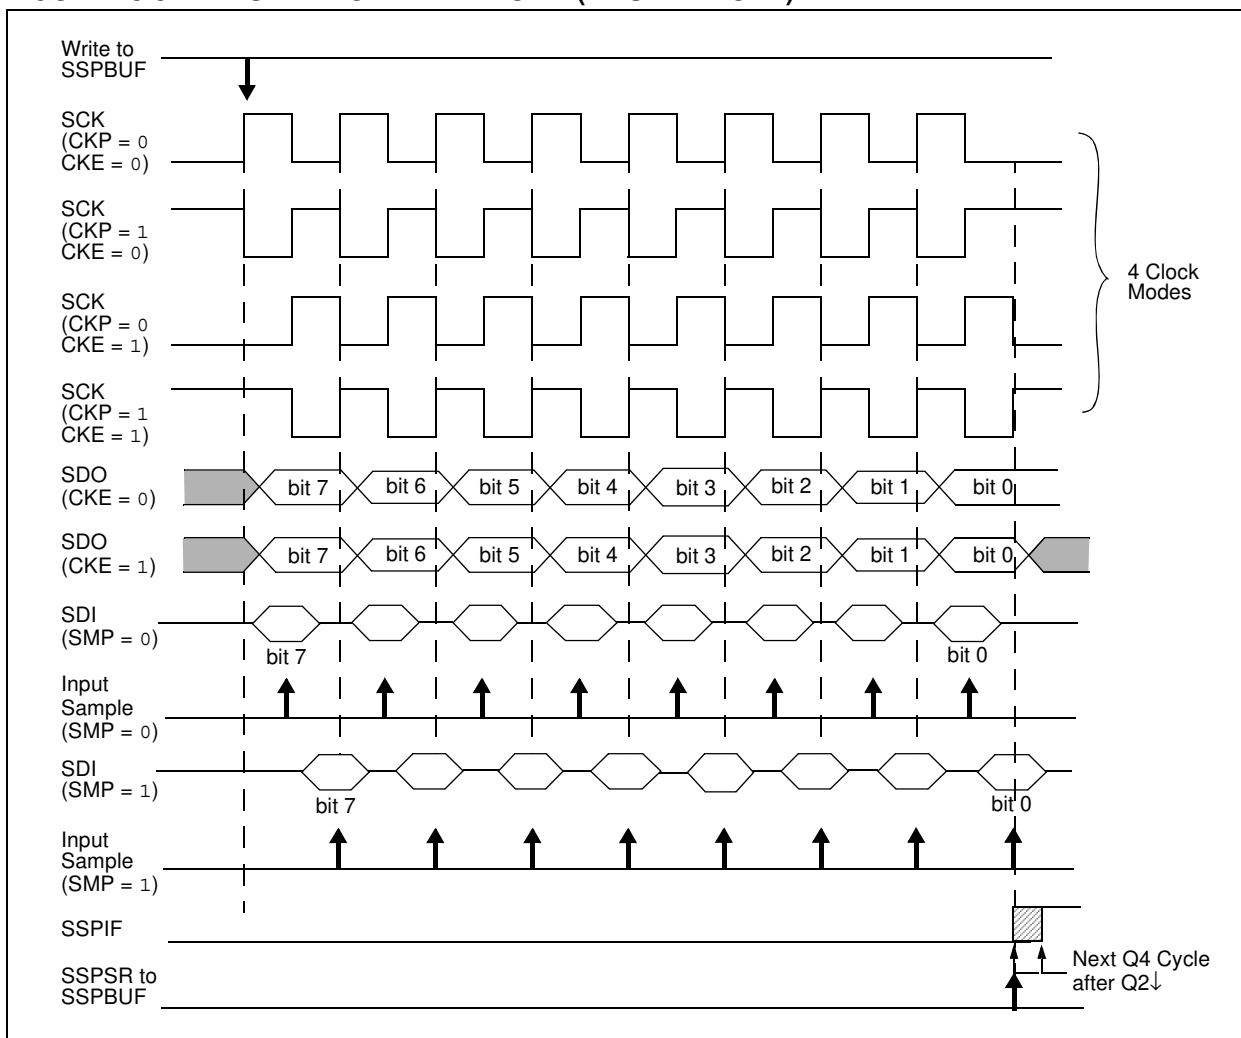 Write to
SSPBUF
SCK
(CKP = 0
CKE = 0)
SCK
(CKP = 1
CKE = 0)
4 Clock
Modes
SCK
(CKP = 0
CKE = 1)
SCK
(CKP = 1
CKE = 1)
SDO
(CKE = 0)
bit 7 bit 6 bit 5 bit 4 bit 3 bit 2 bit 1 bit 0
SDO
(CKE = 1)
bit 7 bit 6 bit 5 bit 4 bit 3 bit 2 bit 1 bit 0
SDI
(SMP = 0)
bit 7 bit 0
Input
Sample
(SMP = 0)
SDI
(SMP = 1)
bit 7 bit 0
Input
Sample
(SMP = 1)
SSPIF
Next Q4 Cycle
after Q2↓
SSPSR to
SSPBUF